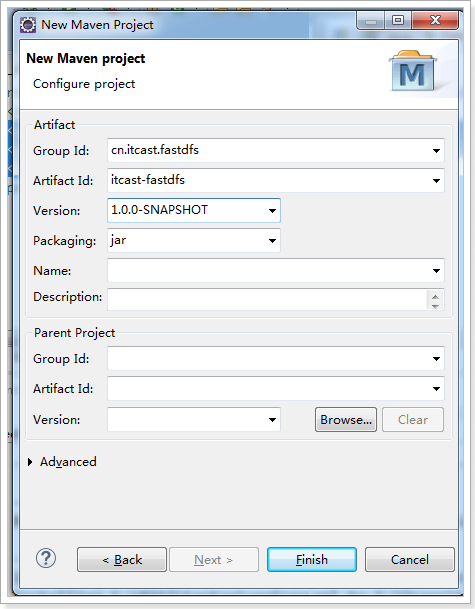 New Maven Project
New Maven project
Configure project
M
Artifact
Group Id: cn.itcast.fastdfs
Artifact Id: itcast-fastdfs
Version: 1.0.0-SNAPSHOT
Packaging: jar
Name:
Description:
Parent Project
Group Id:
Artifact Id:
Version: Browse... Clear
Advanced
? < Back Next > Finish Cancel